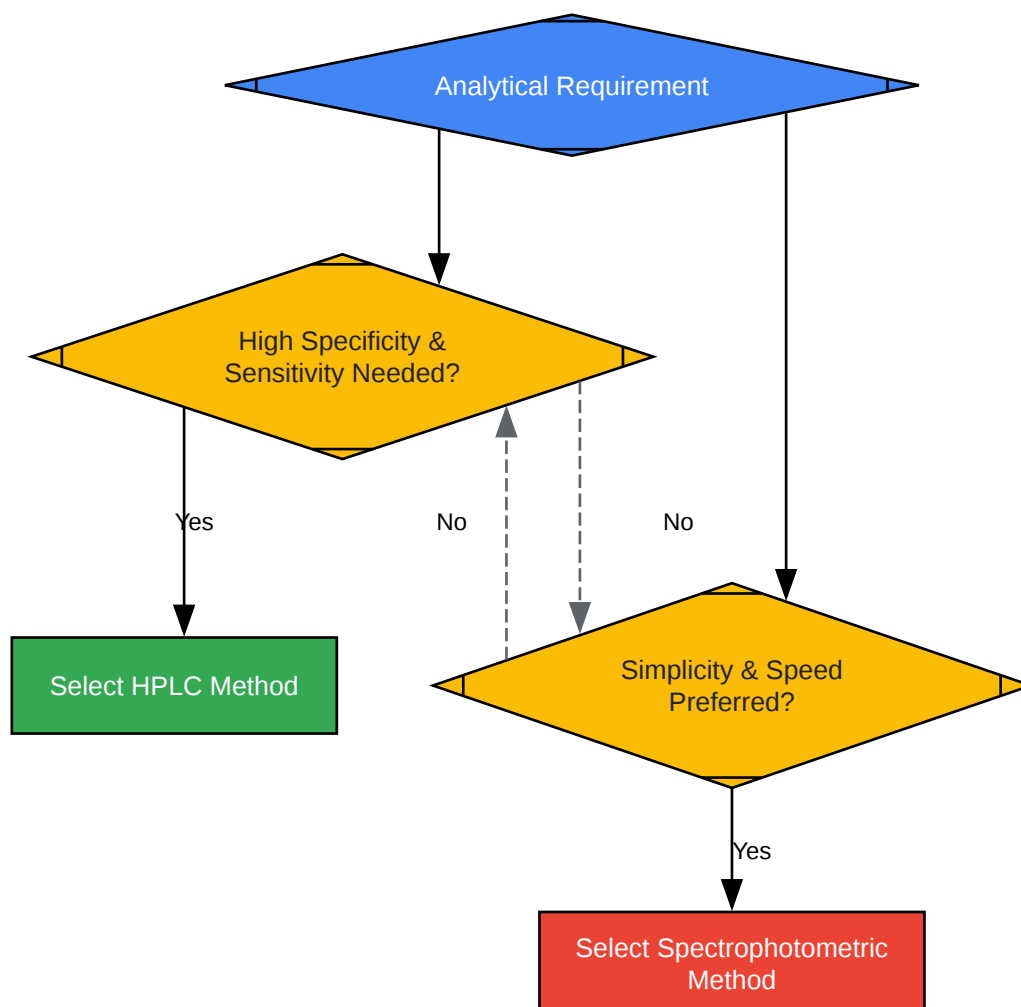 Analytical Requirement
High Specificity &
Sensitivity Needed?
Yes
No
No
Select HPLC Method
Simplicity & Speed
Preferred?
Yes
Select Spectrophotometric
Method